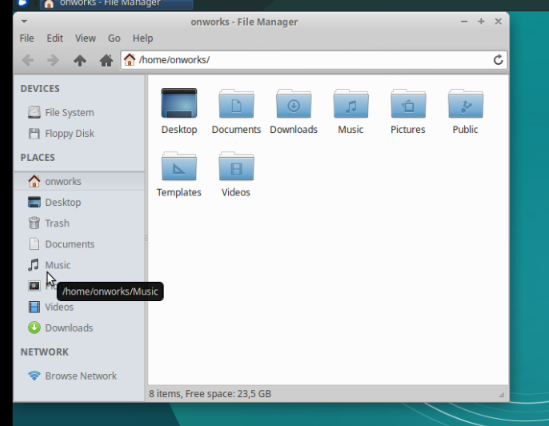 onworks - File Manager
onworks - File Manager
File Edit View Go Help
/home/onworks/
DEVICES
File System
Floppy Disk
PLACES
onworks
Desktop
Trash
Documents
Music
/home/onworks/Music
Videos
Downloads
NETWORK
Browse Network
Desktop Documents Downloads Music Pictures Public
Templates Videos
8 items, Free space: 23,5 GB